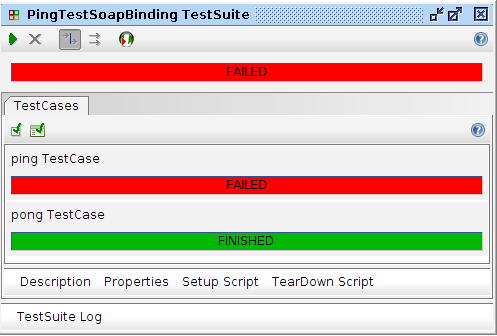 PingTestSoapBinding TestSuite
FAILED
TestCases
ping TestCase
FAILED
pong TestCase
FINISHED
Description Properties Setup Script TearDown Script
TestSuite Log